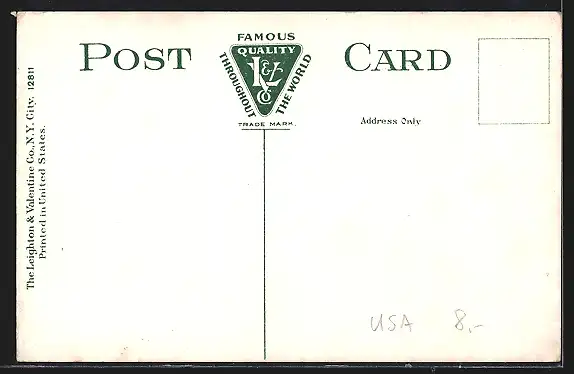 POST CARD
FAMOUS
QUALITY
L & V Co
THROUGHOUT THE WORLD
TRADE MARK.
Address Only
The Leighton & Valentine Co., N.Y. City. 12811
Printed in United States.
USA 8,-